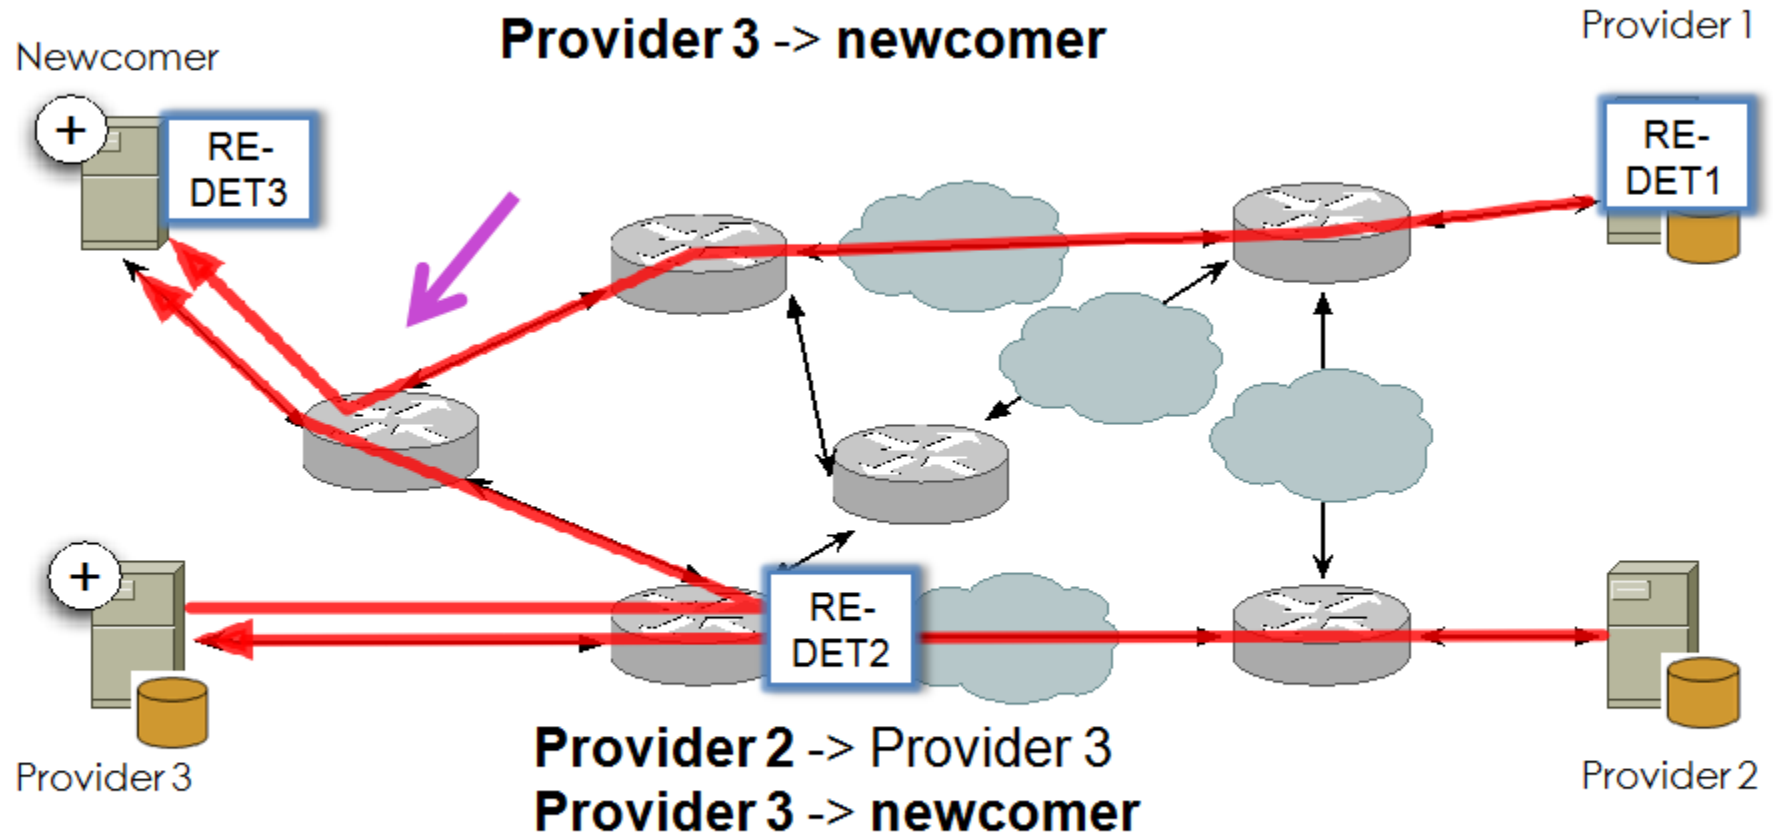 Provider 3 -> newcomer
Provider 1
Newcomer
+
RE-
DET3
RE-
DET1
+
RE-
DET2
Provider 3
Provider 2 -> Provider 3
Provider 3 -> newcomer
Provider 2